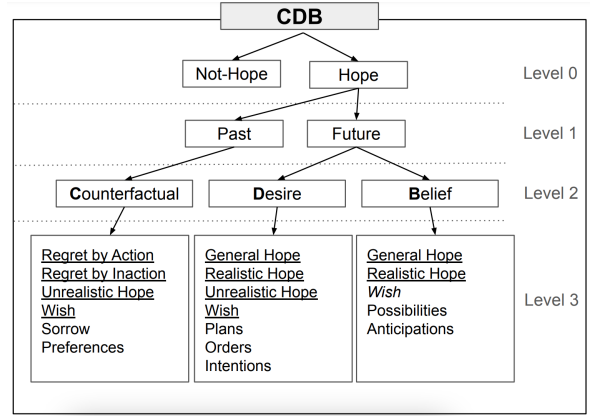 CDB
Not-Hope
Hope
Level 0
Past
Future
Level 1
Counterfactual
Desire
Belief
Level 2
Regret by Action
Regret by Inaction
Unrealistic Hope
Wish
Sorrow
Preferences
General Hope
Realistic Hope
Unrealistic Hope
Wish
Plans
Orders
Intentions
General Hope
Realistic Hope
Wish
Possibilities
Anticipations
Level 3